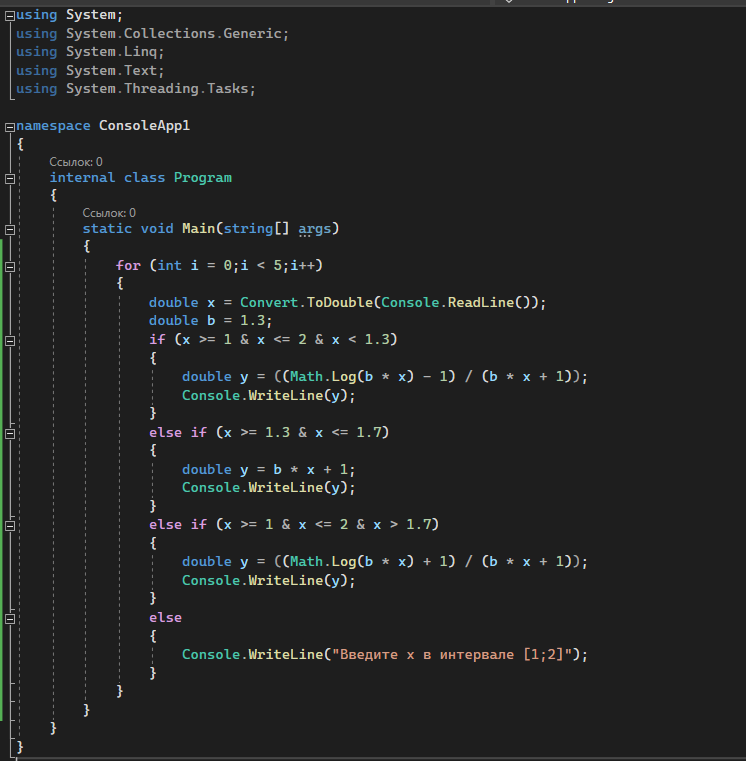 using System;
using System.Collections.Generic;
using System.Linq;
using System.Text;
using System.Threading.Tasks;
namespace ConsoleApp1
{
Ссылок: 0
internal class Program
{
Ссылок: 0
static void Main(string[] args)
{
for (int i = 0;i < 5;i++)
{
double x = Convert.ToDouble(Console.ReadLine());
double b = 1.3;
if (x >= 1 & x <= 2 & x < 1.3)
{
double y = ((Math.Log(b * x) - 1) / (b * x + 1));
Console.WriteLine(y);
}
else if (x >= 1.3 & x <= 1.7)
{
double y = b * x + 1;
Console.WriteLine(y);
}
else if (x >= 1 & x <= 2 & x > 1.7)
{
double y = ((Math.Log(b * x) + 1) / (b * x + 1));
Console.WriteLine(y);
}
else
{
Console.WriteLine("Введите x в интервале [1;2]");
}
}
}
}
}